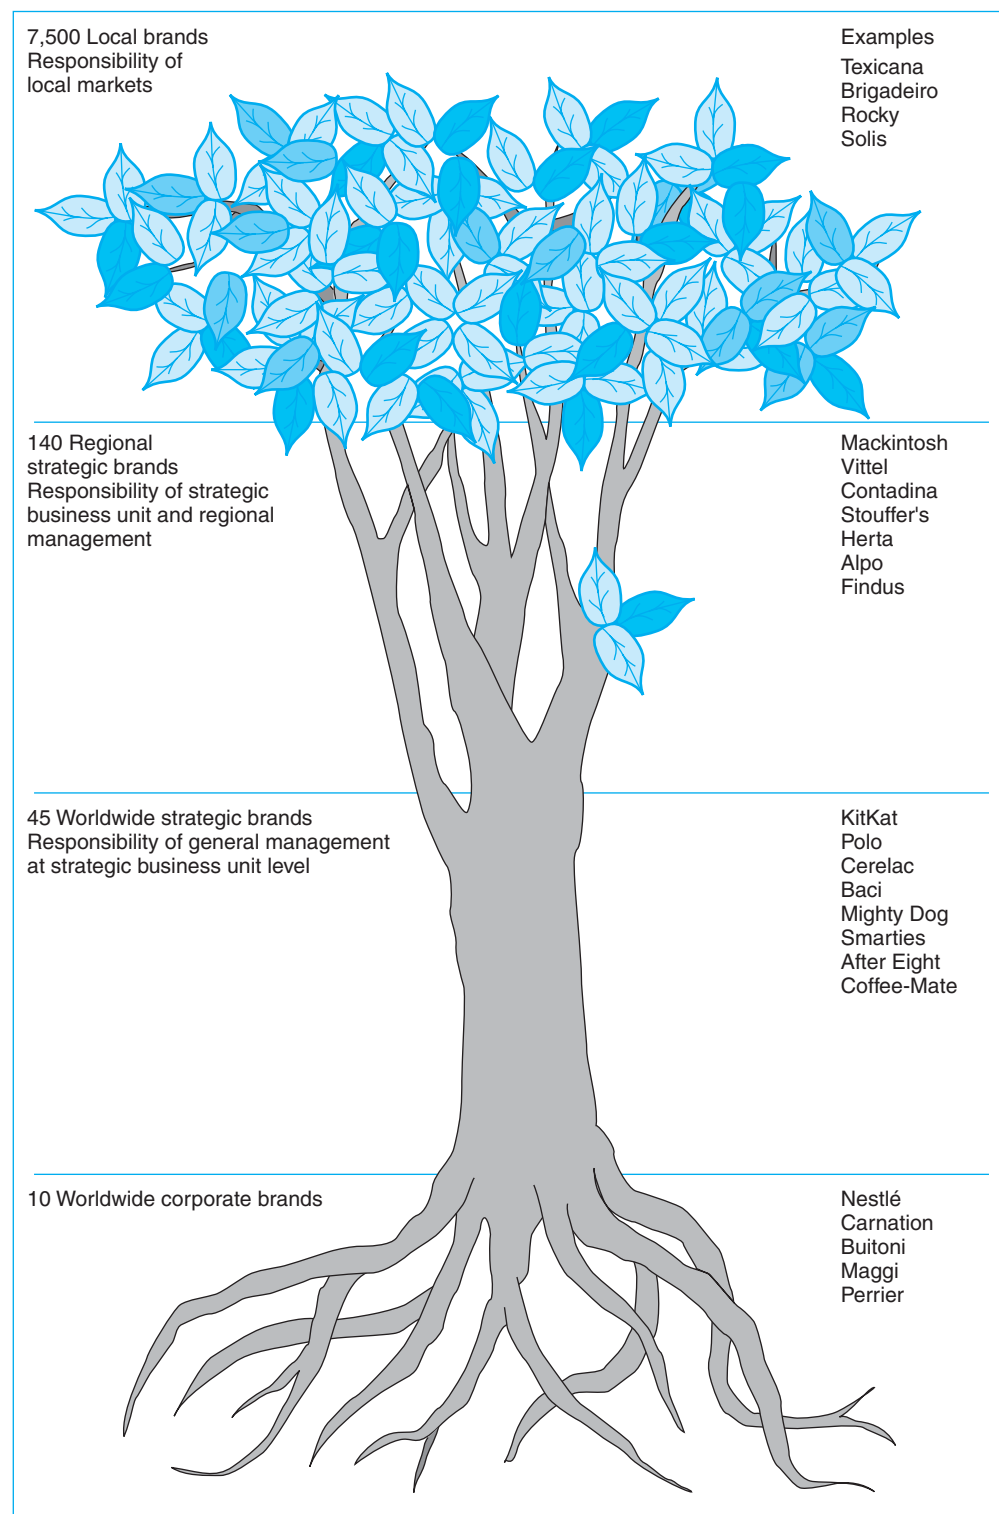 7,500 Local brands
Responsibility of
local markets
Examples
Texicana
Brigadeiro
Rocky
Solis
140 Regional
strategic brands
Responsibility of strategic
business unit and regional
management
Mackintosh
Vittel
Contadina
Stouffer's
Herta
Alpo
Findus
45 Worldwide strategic brands
Responsibility of general management
at strategic business unit level
KitKat
Polo
Cerelac
Baci
Mighty Dog
Smarties
After Eight
Coffee-Mate
10 Worldwide corporate brands
Nestlé
Carnation
Buitoni
Maggi
Perrier